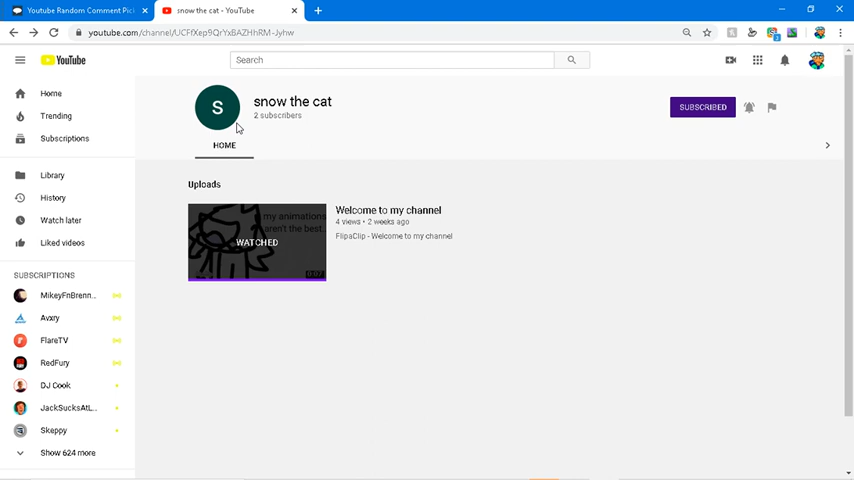 Youtube Random Comment Pic
snow the cat - YouTube
youtube.com/channel/UCFfXep9QrYxBAZHhRM-Jyhw
YouTube
Search
Home
Trending
Subscriptions
Library
History
Watch later
Liked videos
SUBSCRIPTIONS
MikeyFnBrenn...
Avxry
FlareTV
RedFury
DJ Cook
JackSucksAtL...
Skeppy
Show 624 more
S
snow the cat
2 subscribers
SUBSCRIBED
HOME
Uploads
my animations
aren't the best..
WATCHED
Welcome to my channel
4 views • 2 weeks ago
FlipaClip - Welcome to my channel